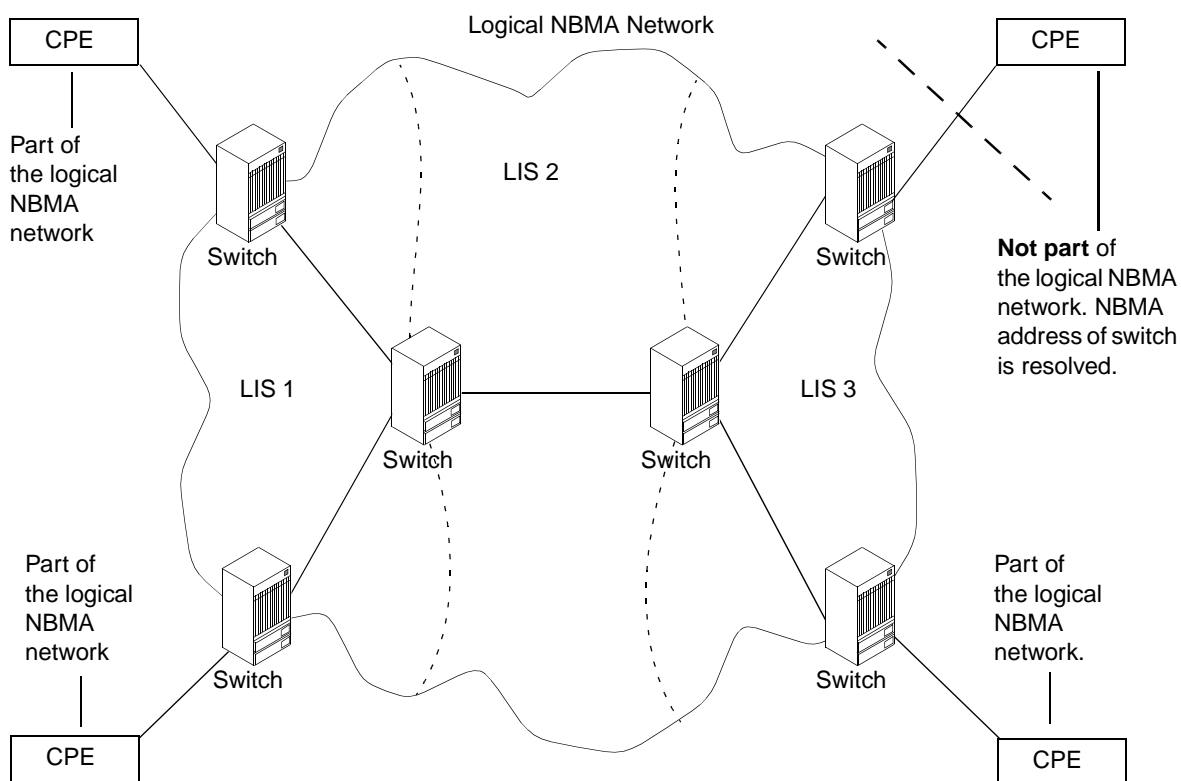 Logical NBMA Network
CPE
CPE
Part of
the logical
NBMA
network
LIS 2
Switch
Switch
Not part of
the logical NBMA
network. NBMA
address of switch
is resolved.
LIS 1
LIS 3
Switch
Switch
Part of
the logical
NBMA
network
Part of
the logical
NBMA
network.
Switch
Switch
CPE
CPE